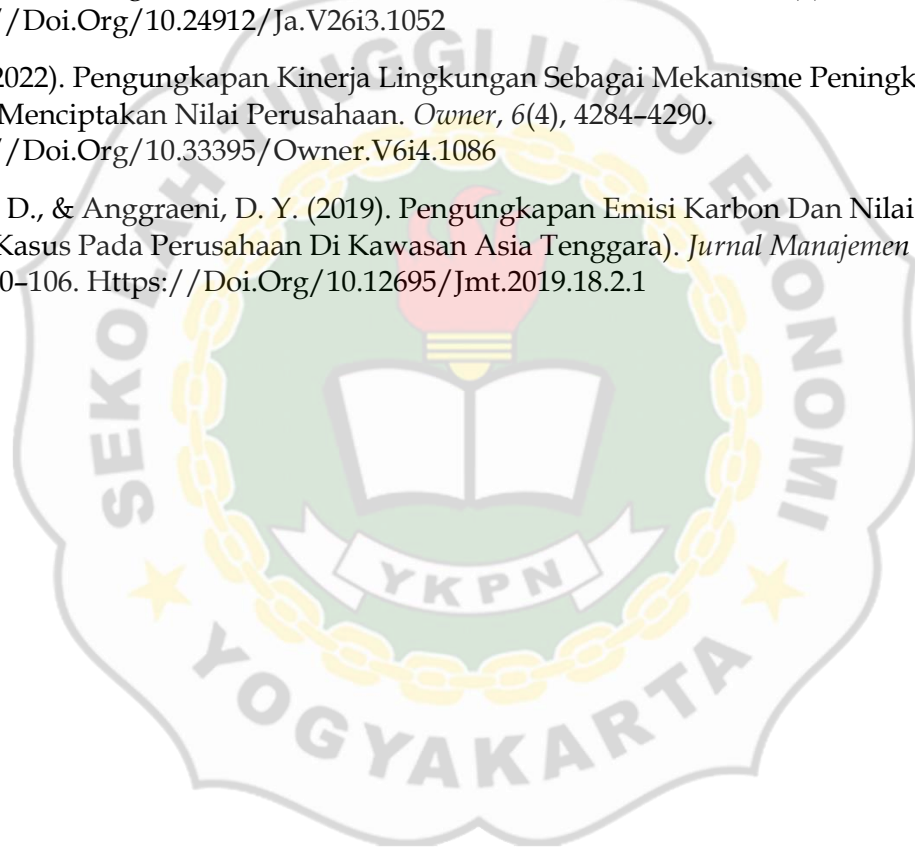 //Doi.Org/10.24912/Ja.V26i3.1052
2022). Pengungkapan Kinerja Lingkungan Sebagai Mekanisme Peningk
Menciptakan Nilai Perusahaan. Owner, 6(4), 4284–4290.
//Doi.Org/10.33395/Owner.V6i4.1086
D., & Anggraeni, D. Y. (2019). Pengungkapan Emisi Karbon Dan Nilai
Kasus Pada Perusahaan Di Kawasan Asia Tenggara). Jurnal Manajemen
0–106. Https://Doi.Org/10.12695/Jmt.2019.18.2.1
SEKOLAH TINGGI ILMU EKONOMI
YKPN
YOGYAKARTA